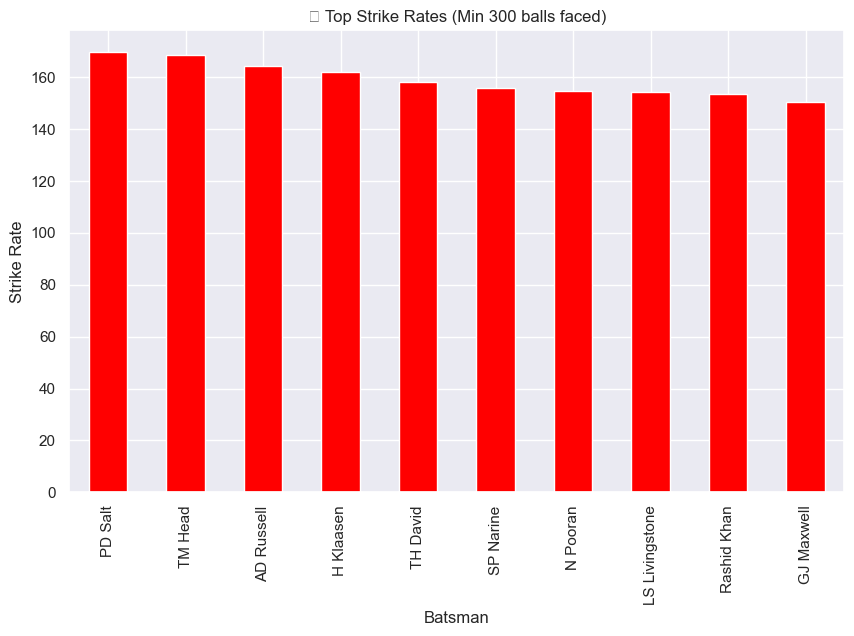 ▯ Top Strike Rates (Min 300 balls faced)
Strike Rate
160
140
120
100
80
60
40
20
0
PD Salt
TM Head
AD Russell
H Klaasen
TH David
SP Narine
N Pooran
LS Livingstone
Rashid Khan
GJ Maxwell
Batsman